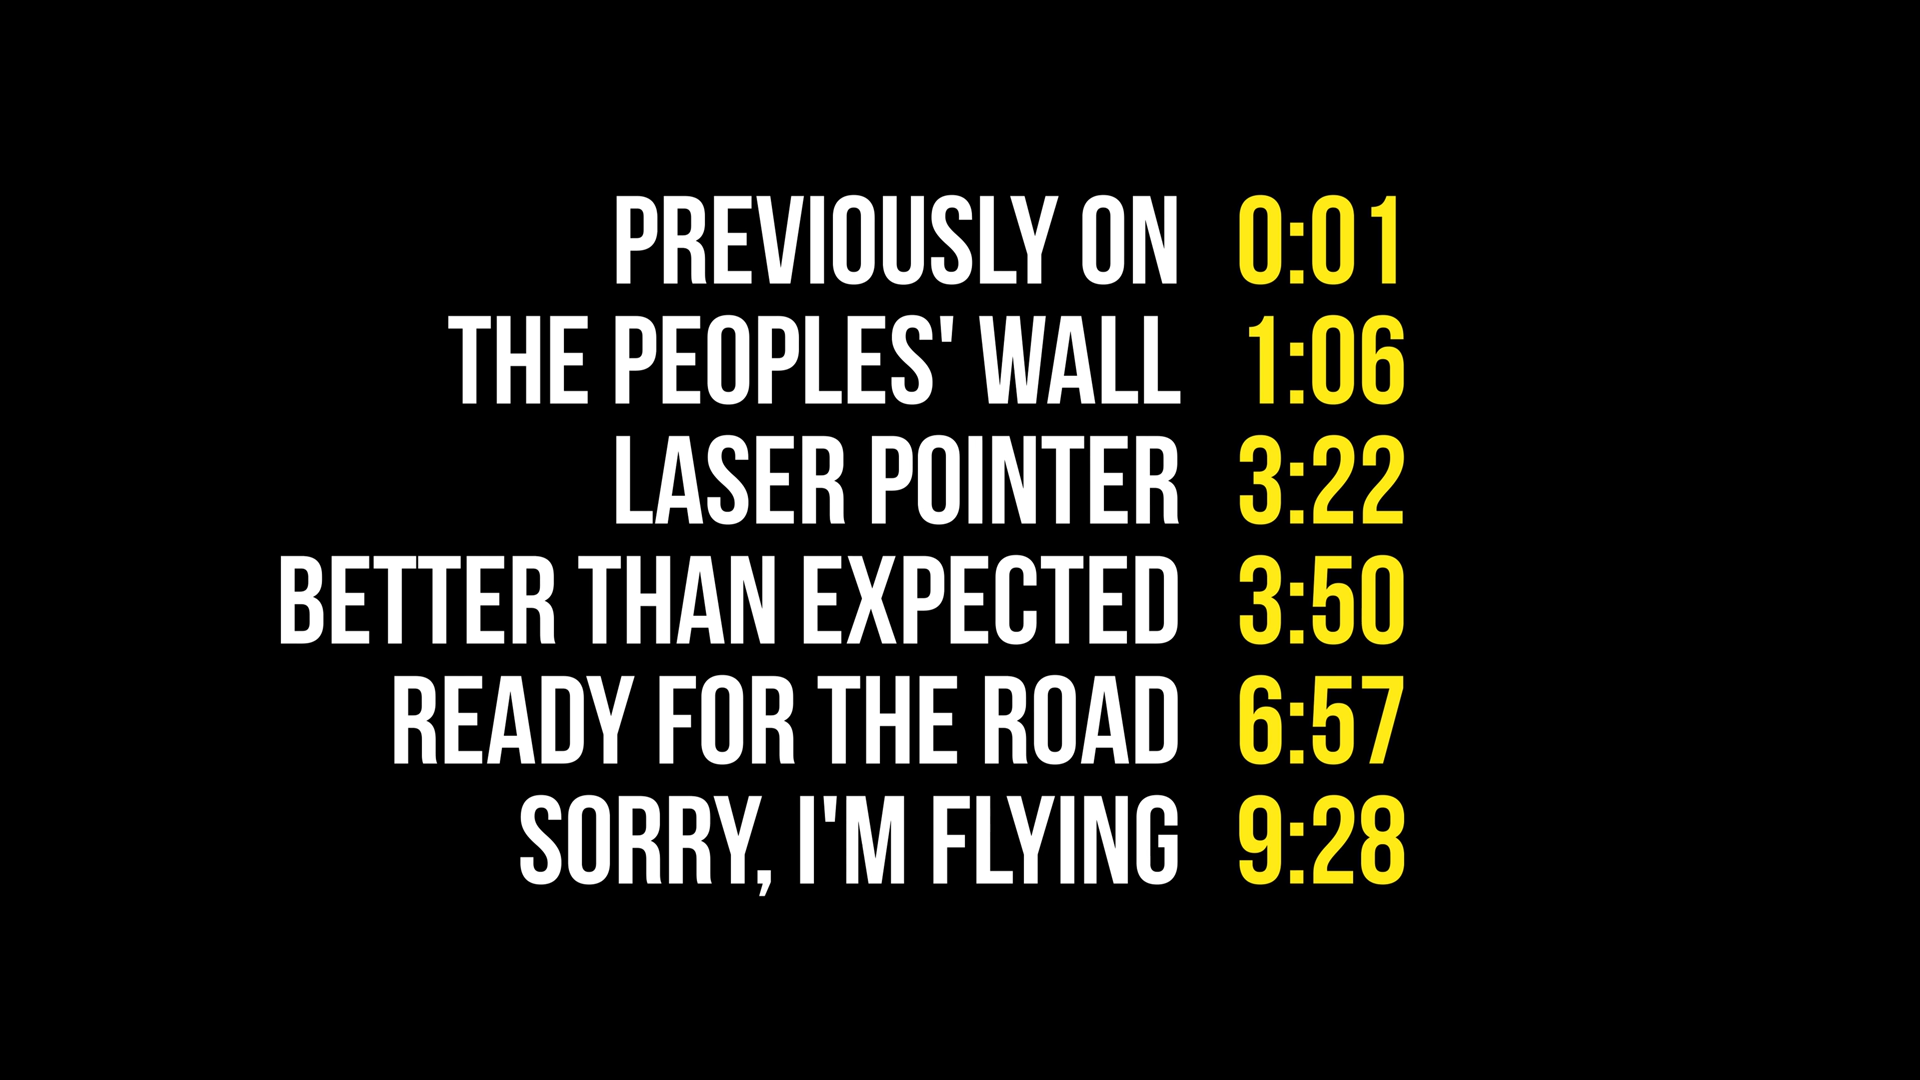 PREVIOUSLY ON 0:01
THE PEOPLES' WALL 1:06
LASER POINTER 3:22
BETTER THAN EXPECTED 3:50
READY FOR THE ROAD 6:57
SORRY, I'M FLYING 9:28